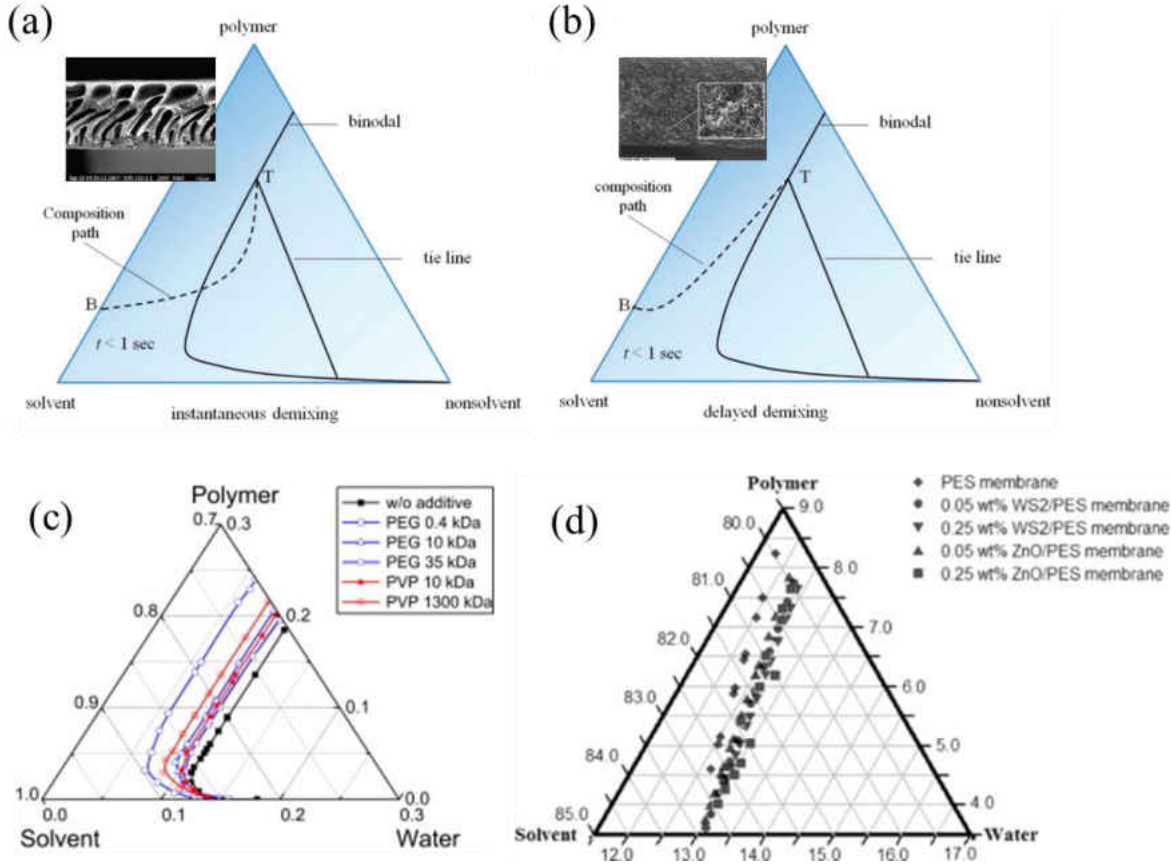 (a)
polymer
binodal
T
Composition
path
tie line
B
t < 1 sec
solvent
nonsolvent
instantaneous demixing
(b)
polymer
binodal
T
composition
path
tie line
B
t < 1 sec
solvent
nonsolvent
delayed demixing
(c)
Polymer
0.7
0.3
w/o additive
PEG 0.4 kDa
PEG 10 kDa
PEG 35 kDa
PVP 10 kDa
PVP 1300 kDa
0.8
0.2
0.9
0.1
1.0
0.0
0.0
0.1
0.2
0.3
Solvent
Water
(d)
Polymer
9.0
PES membrane
0.05 wt% WS2/PES membrane
0.25 wt% WS2/PES membrane
0.05 wt% ZnO/PES membrane
0.25 wt% ZnO/PES membrane
80.0
8.0
81.0
7.0
82.0
6.0
83.0
5.0
84.0
4.0
85.0
Solvent
Water
12.0
13.0
14.0
15.0
16.0
17.0